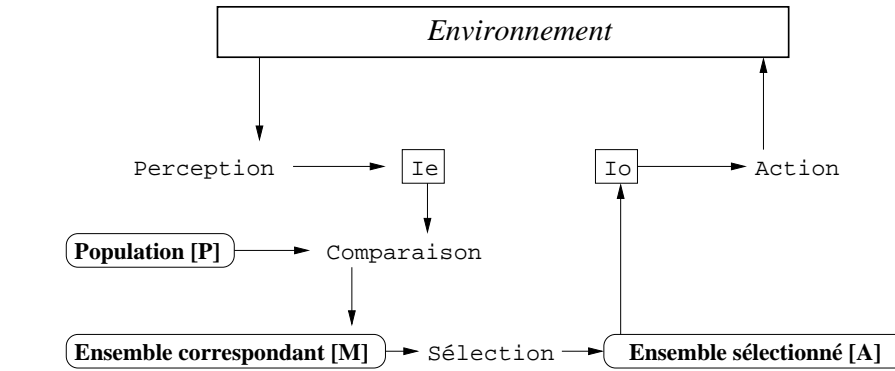 Environnement
Perception Ie Io Action
Population [P] Comparaison
Ensemble correspondant [M] Sélection Ensemble sélectionné [A]